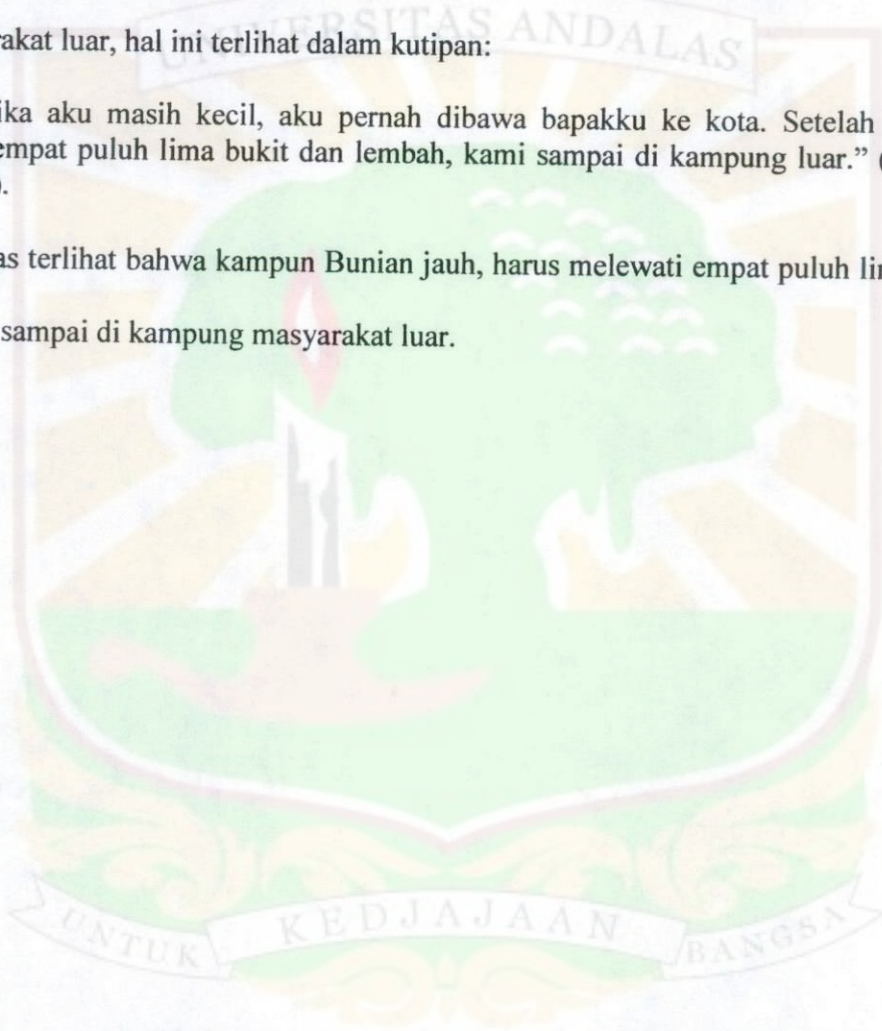 UNIVERSITAS ANDALAS
akat luar, hal ini terlihat dalam kutipan:
ika aku masih kecil, aku pernah dibawa bapakku ke kota. Setelah
empat puluh lima bukit dan lembah, kami sampai di kampung luar.” (
).
as terlihat bahwa kampun Bunian jauh, harus melewati empat puluh li
sampai di kampung masyarakat luar.
UNTUK KEDJAJAAN BANGSA